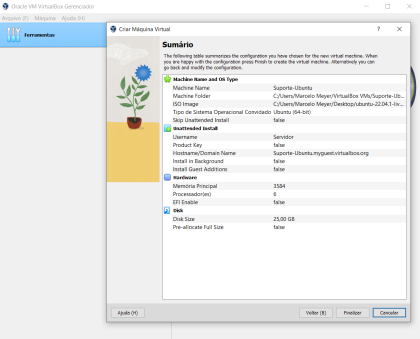 Oracle VM VirtualBox Gerenciador
Arquivo (F) Máquina Ajuda (H)
Ferramentas
Criar Máquina Virtual
Sumário
The following table summarizes the configuration you have chosen for the new virtual machine. When
you are happy with the configuration press Finish to create the virtual machine. Alternatively you can
go back and modify the configuration.
Machine Name and OS Type
Machine Name Suporte-Ubuntu
Machine Folder C:/Users/Marcelo Meyer/VirtualBox VMs/Suporte-Ub...
ISO Image C:/Users/Marcelo Meyer/Desktop/ubuntu-22.04.1-liv...
Tipo de Sistema Operacional Convidado Ubuntu (64-bit)
Skip Unattended Install false
Unattended Install
Username Servidor
Product Key false
Hostname/Domain Name Suporte-Ubuntu.myguest.virtualbox.org
Install in Background false
Install Guest Additions false
Hardware
Memória Principal 3584
Processador(es) 6
EFI Enable false
Disk
Disk Size 25,00 GB
Pre-allocate Full Size false
Ajuda (H) Voltar (B) Finalizar Cancelar